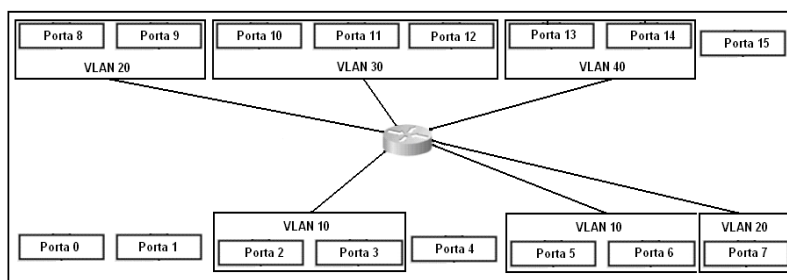 Porta 8 Porta 9 Porta 10 Porta 11 Porta 12 Porta 13 Porta 14 Porta 15
VLAN 20 VLAN 30 VLAN 40
VLAN 10 VLAN 10 VLAN 20
Porta 0 Porta 1 Porta 2 Porta 3 Porta 4 Porta 5 Porta 6 Porta 7